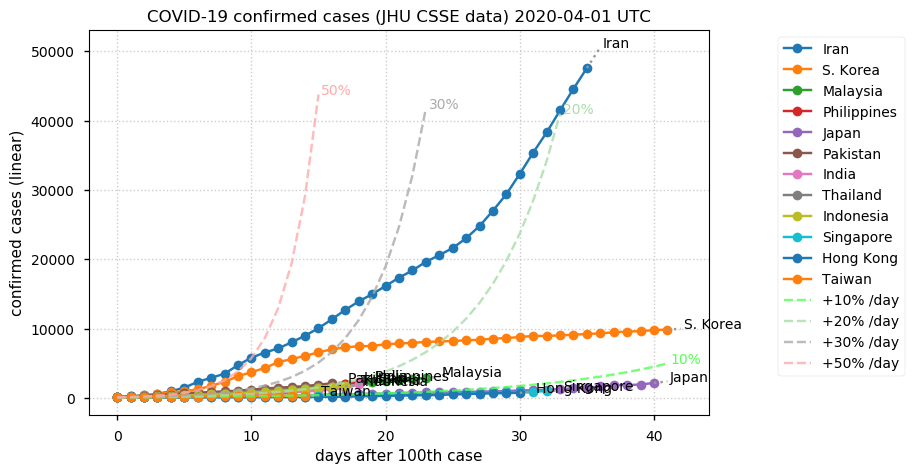 COVID-19 confirmed cases (JHU CSSE data) 2020-04-01 UTC
confirmed cases (linear)
50000
40000
30000
20000
10000
0
0
10
20
30
40
days after 100th case
50%
30%
20%
10%
Iran
S. Korea
Malaysia
Philippines
Pakistan
Taiwan
Hong Kong
Singapore
Japan
Iran
S. Korea
Malaysia
Philippines
Japan
Pakistan
India
Thailand
Indonesia
Singapore
Hong Kong
Taiwan
+10% /day
+20% /day
+30% /day
+50% /day